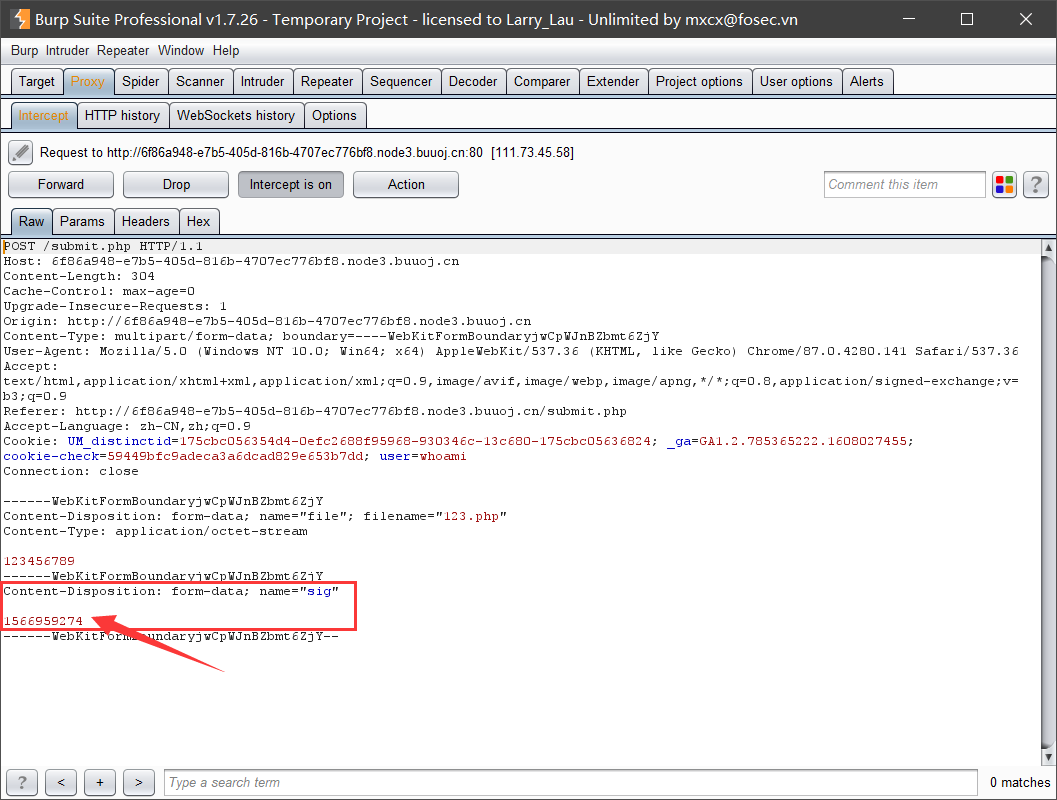 Burp Suite Professional v1.7.26 - Temporary Project - licensed to Larry_Lau - Unlimited by mxcx@fosec.vn
Burp Intruder Repeater Window Help
Target Proxy Spider Scanner Intruder Repeater Sequencer Decoder Comparer Extender Project options User options Alerts
Intercept HTTP history WebSockets history Options
Request to http://6f86a948-e7b5-405d-816b-4707ec776bf8.node3.buuoj.cn:80 [111.73.45.58]
Forward Drop Intercept is on Action Comment this item ?
Raw Params Headers Hex
POST /submit.php HTTP/1.1
Host: 6f86a948-e7b5-405d-816b-4707ec776bf8.node3.buuoj.cn
Content-Length: 304
Cache-Control: max-age=0
Upgrade-Insecure-Requests: 1
Origin: http://6f86a948-e7b5-405d-816b-4707ec776bf8.node3.buuoj.cn
Content-Type: multipart/form-data; boundary=----WebKitFormBoundaryjwCpWJnBZbmt6ZjY
User-Agent: Mozilla/5.0 (Windows NT 10.0; Win64; x64) AppleWebKit/537.36 (KHTML, like Gecko) Chrome/87.0.4280.141 Safari/537.36
Accept:
text/html,application/xhtml+xml,application/xml;q=0.9,image/avif,image/webp,image/apng,*/*;q=0.8,application/signed-exchange;v=
b3;q=0.9
Referer: http://6f86a948-e7b5-405d-816b-4707ec776bf8.node3.buuoj.cn/submit.php
Accept-Language: zh-CN,zh;q=0.9
Cookie: UM_distinctid=175cbc056354d4-0efc2688f95968-930346c-13c680-175cbc05636824; _ga=GA1.2.785365222.1608027455;
cookie-check=59449bfc9adeca3a6dcad829e653b7dd; user=whoami
Connection: close
------WebKitFormBoundaryjwCpWJnBZbmt6ZjY
Content-Disposition: form-data; name="file"; filename="123.php"
Content-Type: application/octet-stream
123456789
------WebKitFormBoundaryjwCpWJnBZbmt6ZjY
Content-Disposition: form-data; name="sig"
1566959274
------WebKitFormBoundaryjwCpWJnBZbmt6ZjY--
? < + > Type a search term 0 matches